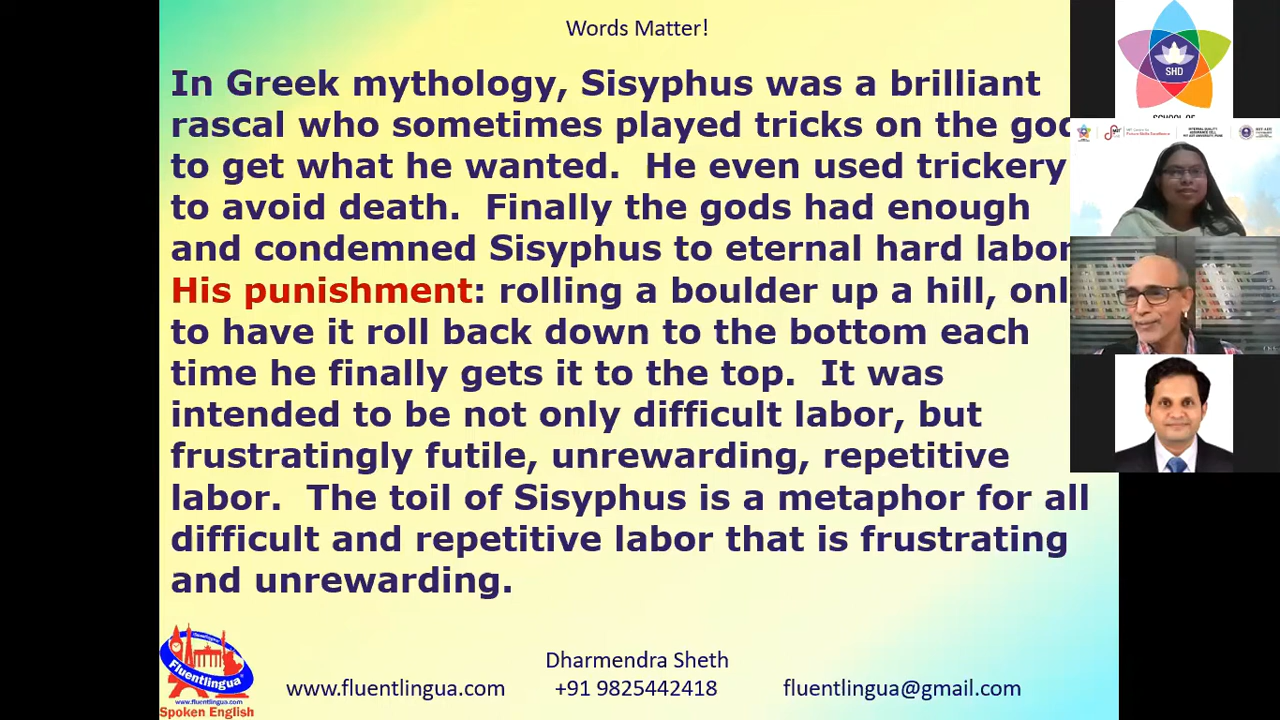 Words Matter!
In Greek mythology, Sisyphus was a brilliant
rascal who sometimes played tricks on the
to get what he wanted. He even used trickery
to avoid death. Finally the gods had enough
and condemned Sisyphus to eternal hard labor
His punishment: rolling a boulder up a hill,
to have it roll back down to the bottom each
time he finally gets it to the top. It was
intended to be not only difficult labor, but
frustratingly futile, unrewarding, repetitive
labor. The toil of Sisyphus is a metaphor for all
difficult and repetitive labor that is frustrating
and unrewarding.
Fluentlingua
www.fluentlingua.com
Spoken English
Dharmendra Sheth
www.fluentlingua.com +91 9825442418 fluentlingua@gmail.com
SHD